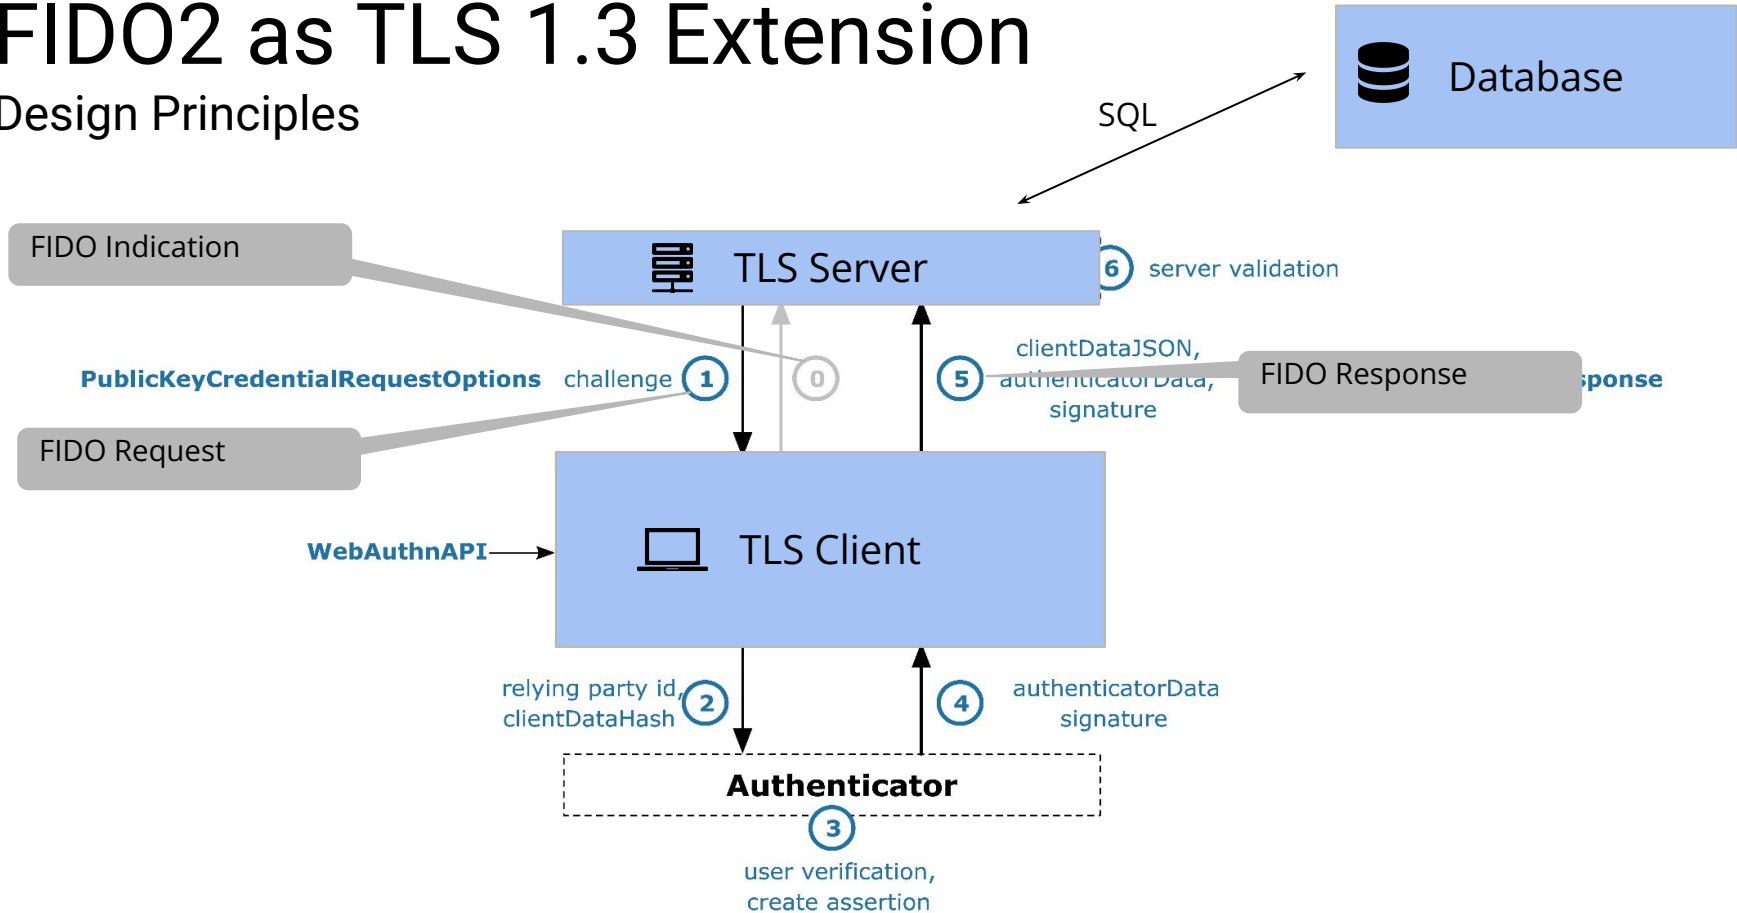 FIDO2 as TLS 1.3 Extension
Design Principles
Database
SQL
FIDO Indication
TLS Server
6
server validation
PublicKeyCredentialRequestOptions
challenge
1
0
5
clientDataJSON,
authenticatorData,
signature
FIDO Response
sponse
FIDO Request
WebAuthnAPI
TLS Client
relying party id,
clientDataHash
2
4
authenticatorData
signature
Authenticator
3
user verification,
create assertion